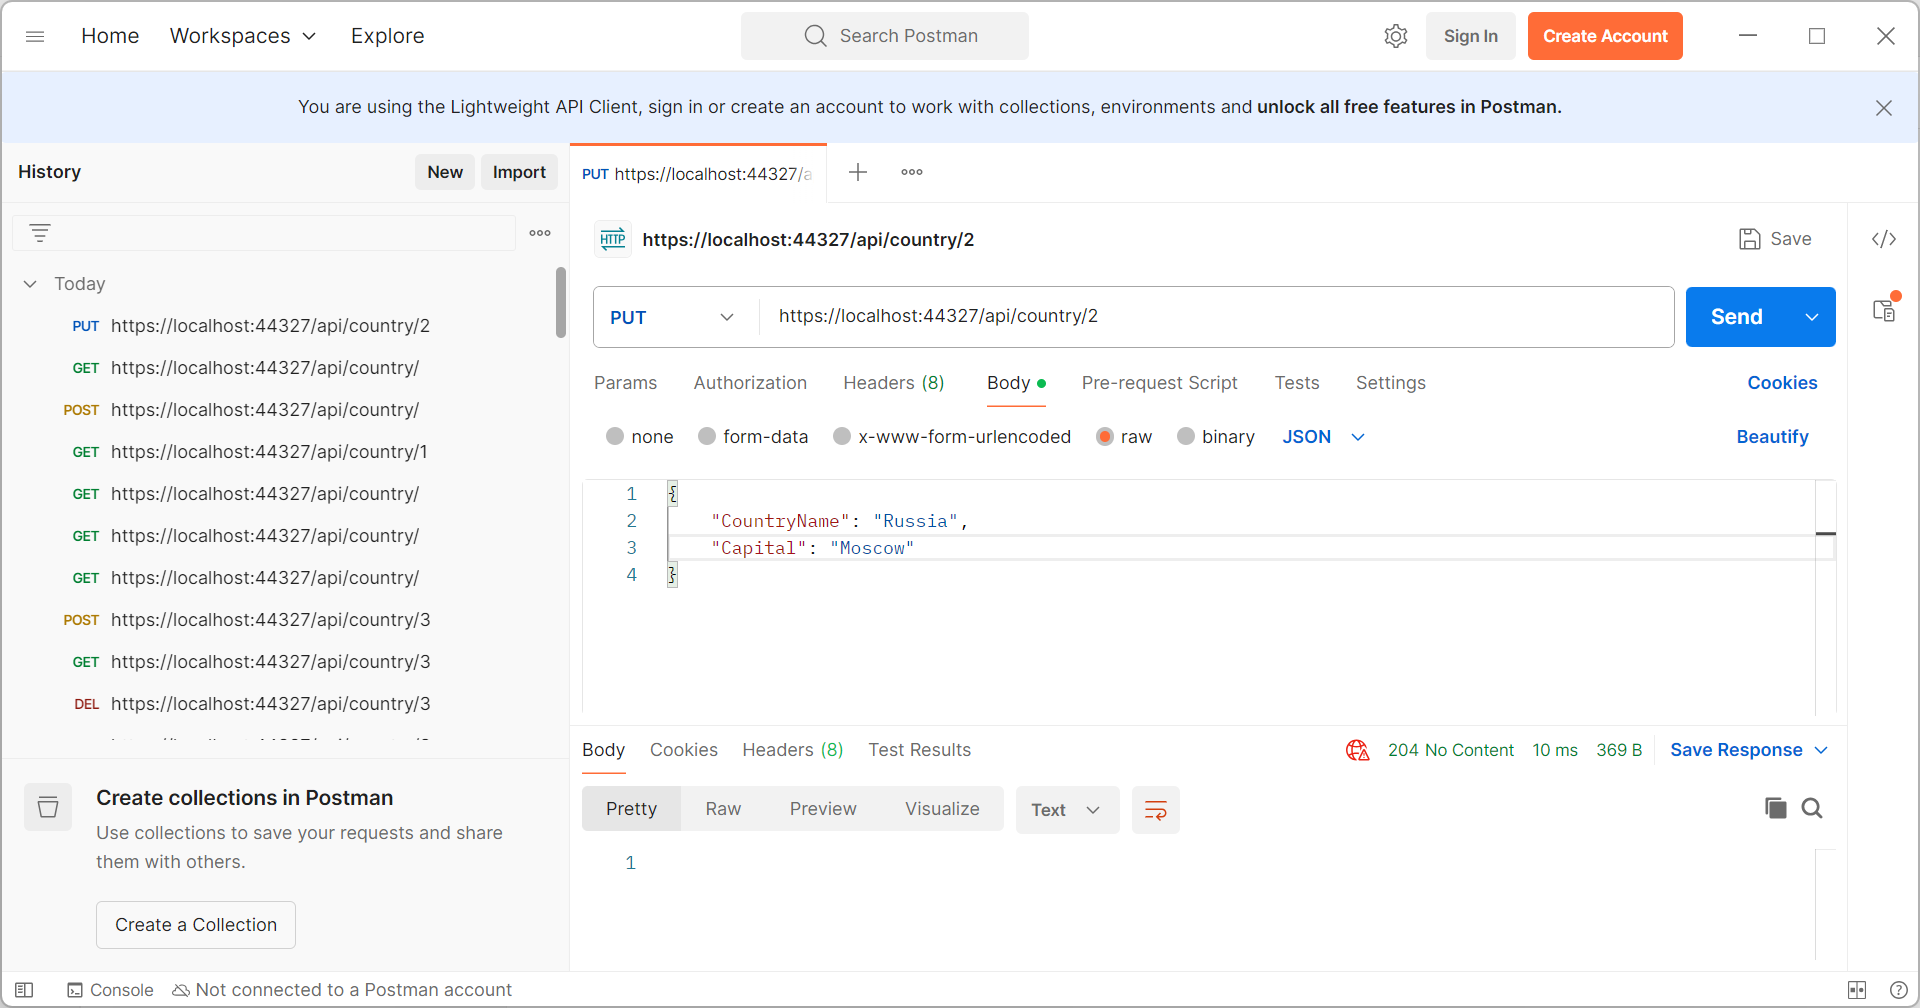 Home Workspaces Explore Search Postman Sign In Create Account
You are using the Lightweight API Client, sign in or create an account to work with collections, environments and unlock all free features in Postman.
History New Import
PUT https://localhost:44327/a
HTTP https://localhost:44327/api/country/2 Save </>
Today
PUT https://localhost:44327/api/country/2
GET https://localhost:44327/api/country/
POST https://localhost:44327/api/country/
GET https://localhost:44327/api/country/1
GET https://localhost:44327/api/country/
GET https://localhost:44327/api/country/
GET https://localhost:44327/api/country/
POST https://localhost:44327/api/country/3
GET https://localhost:44327/api/country/3
DEL https://localhost:44327/api/country/3
Create collections in Postman
Use collections to save your requests and share
them with others.
Create a Collection
PUT https://localhost:44327/api/country/2 Send
Params Authorization Headers (8) Body Pre-request Script Tests Settings Cookies
none form-data x-www-form-urlencoded raw binary JSON Beautify
1 {
2 "CountryName": "Russia",
3 "Capital": "Moscow"
4 }
Body Cookies Headers (8) Test Results 204 No Content 10 ms 369 B Save Response
Pretty Raw Preview Visualize Text
1
Console Not connected to a Postman account